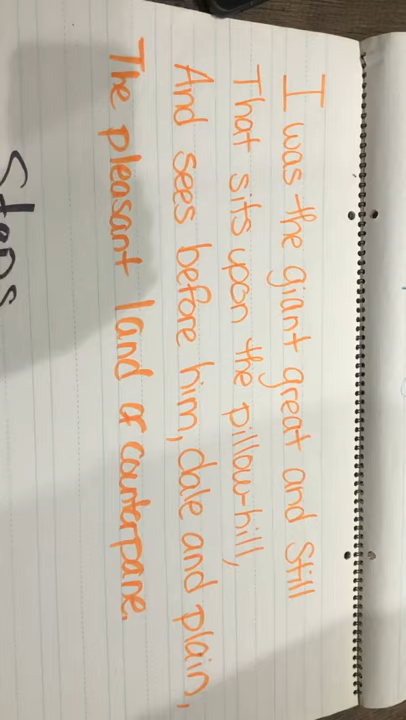 I was the giant great and still
That sits upon the pillow-hill,
And sees before him, dale and plain,
The pleasant land of counterpane.
Steps